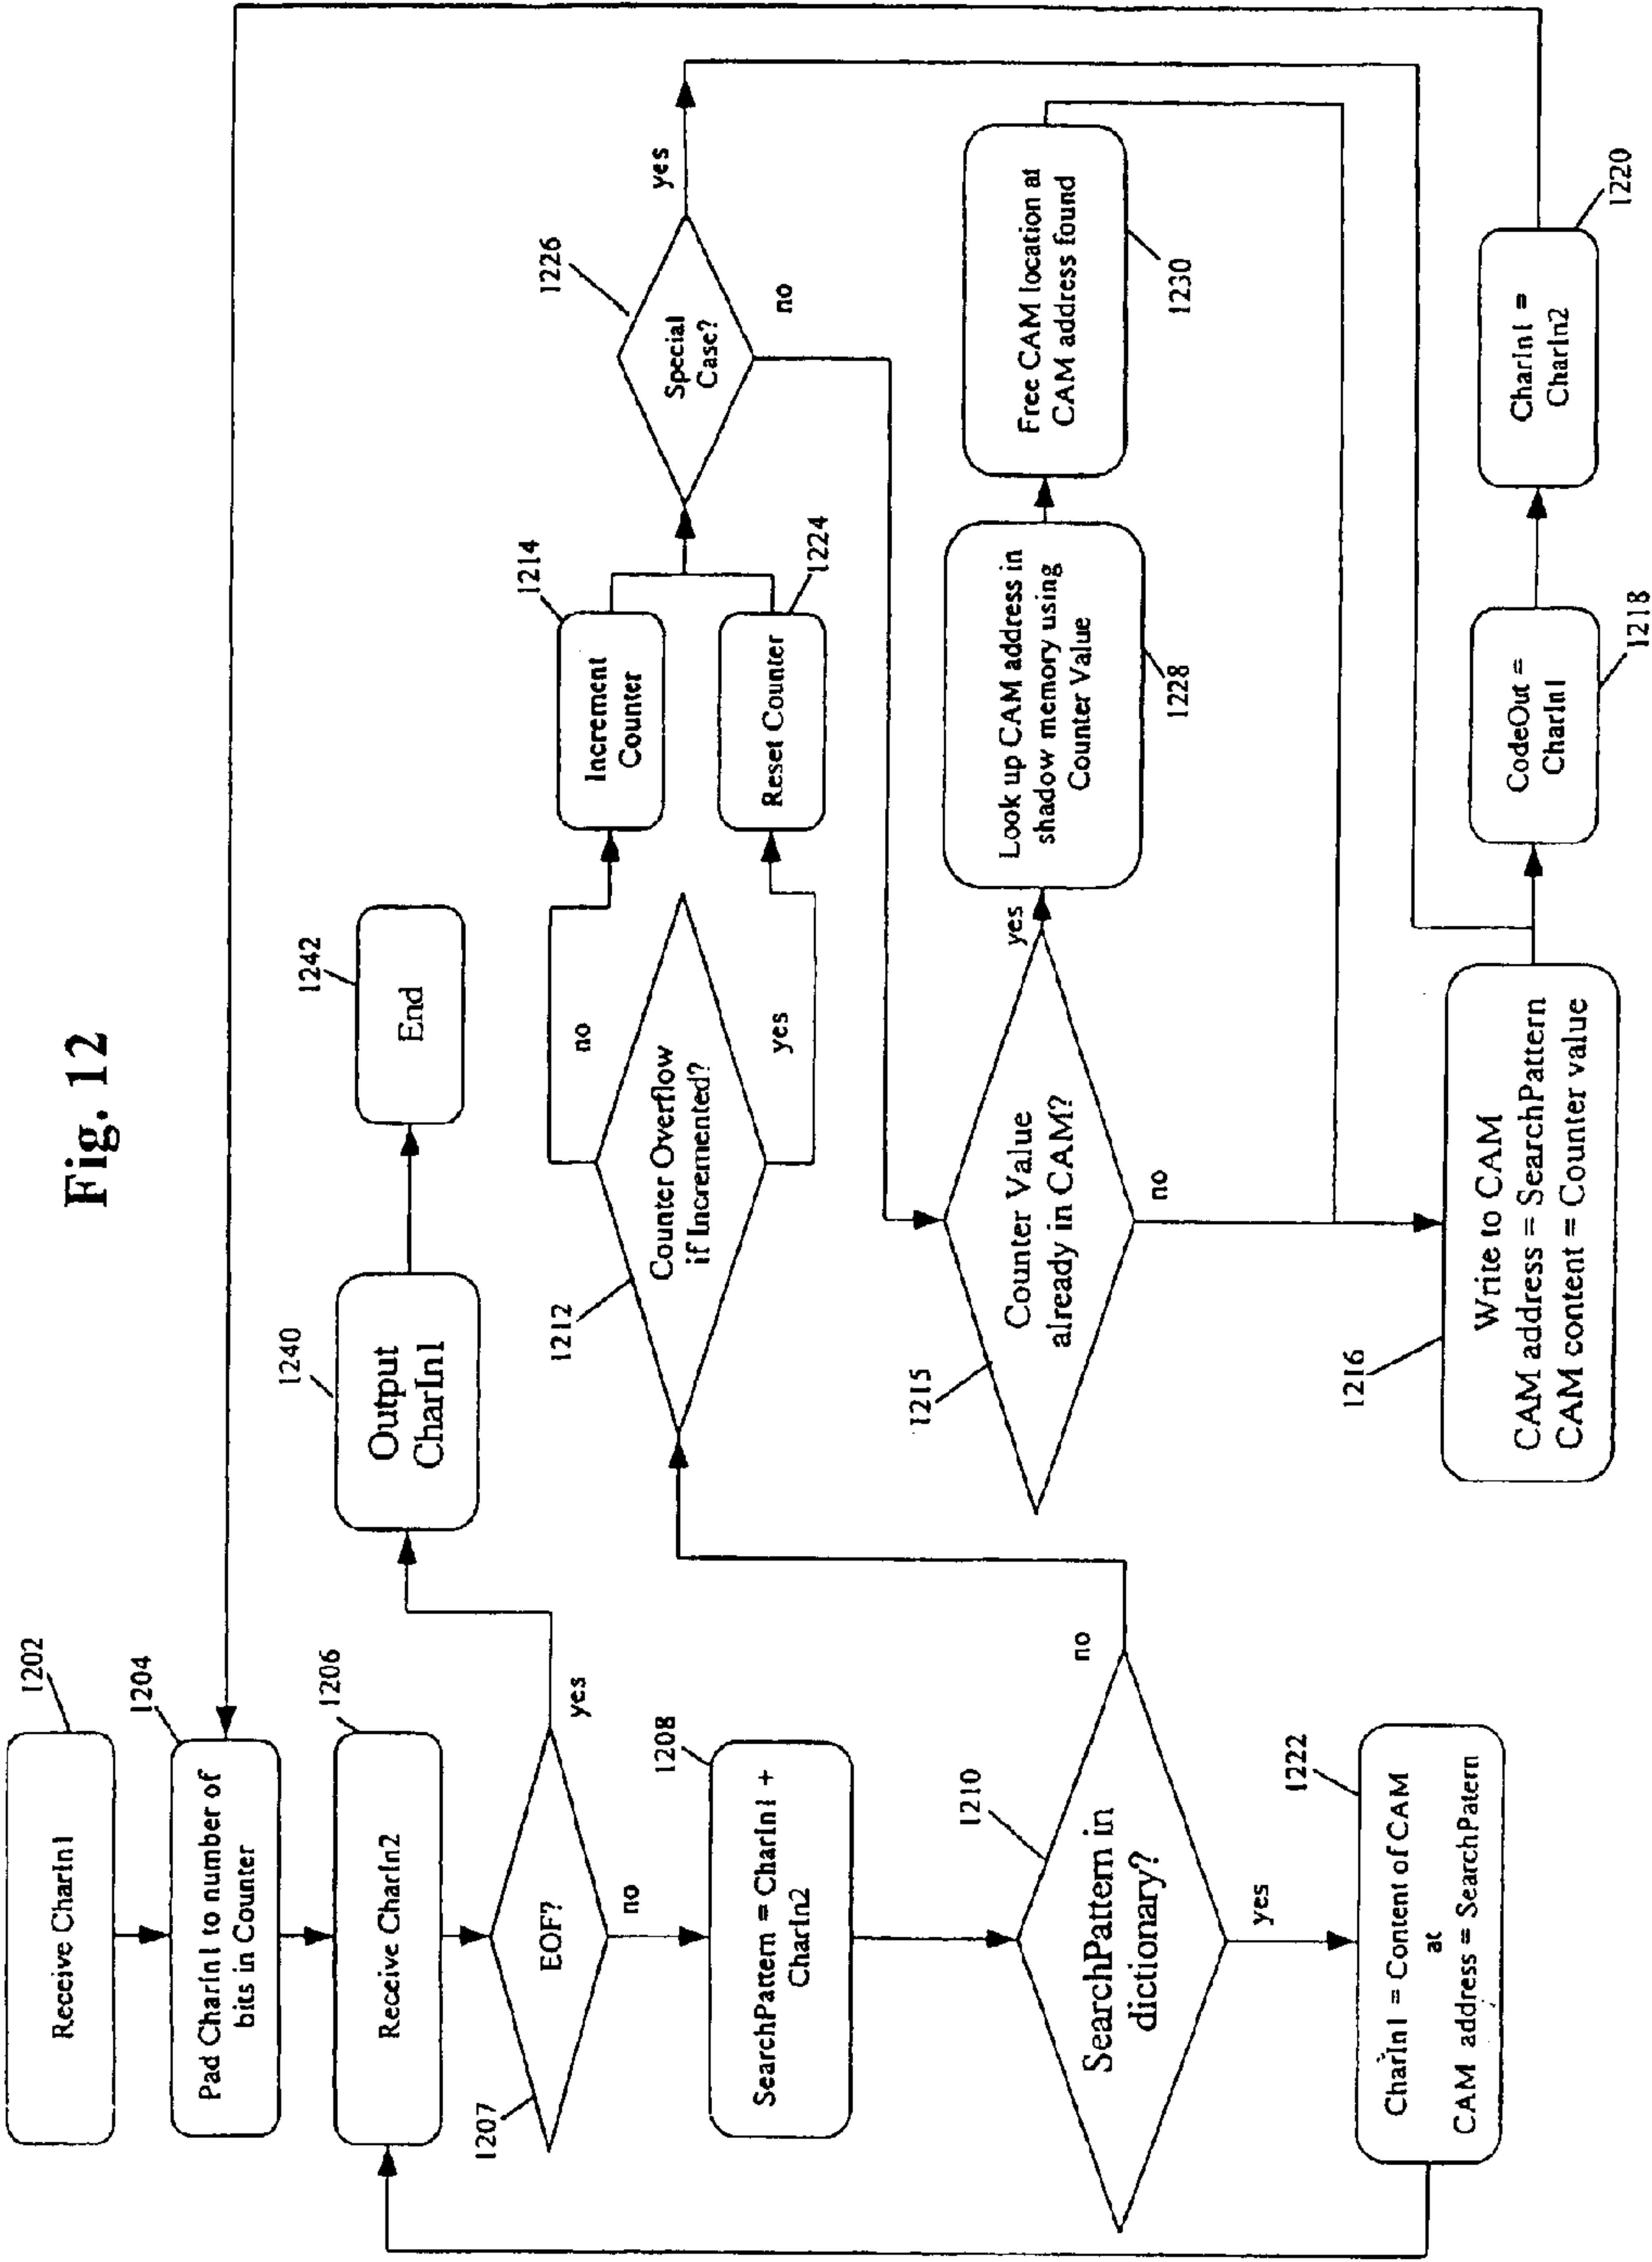 Fig. 12
1202
Receive CharIn1
1204
Pad CharIn1 to number of
bits in Counter
1206
Receive CharIn2
1207
EOF?
yes
no
1240
Output
CharIn1
1242
End
1208
SearchPattern = CharIn1 +
CharIn2
1210
SearchPattern in
dictionary?
no
yes
1222
CharIn1 = Content of CAM
at
CAM address = SearchPatern
1212
Counter Overflow
if Incremented?
no
yes
1214
Increment
Counter
1224
Reset Counter
1226
Special
Case?
yes
no
1215
Counter Value
already in CAM?
yes
no
1228
Look up CAM address in
shadow memory using
Counter Value
1230
Free CAM location at
CAM address found
1216
Write to CAM
CAM address = SearchPattern
CAM content = Counter value
1218
CodeOut =
CharIn1
1220
CharIn1 =
CharIn2